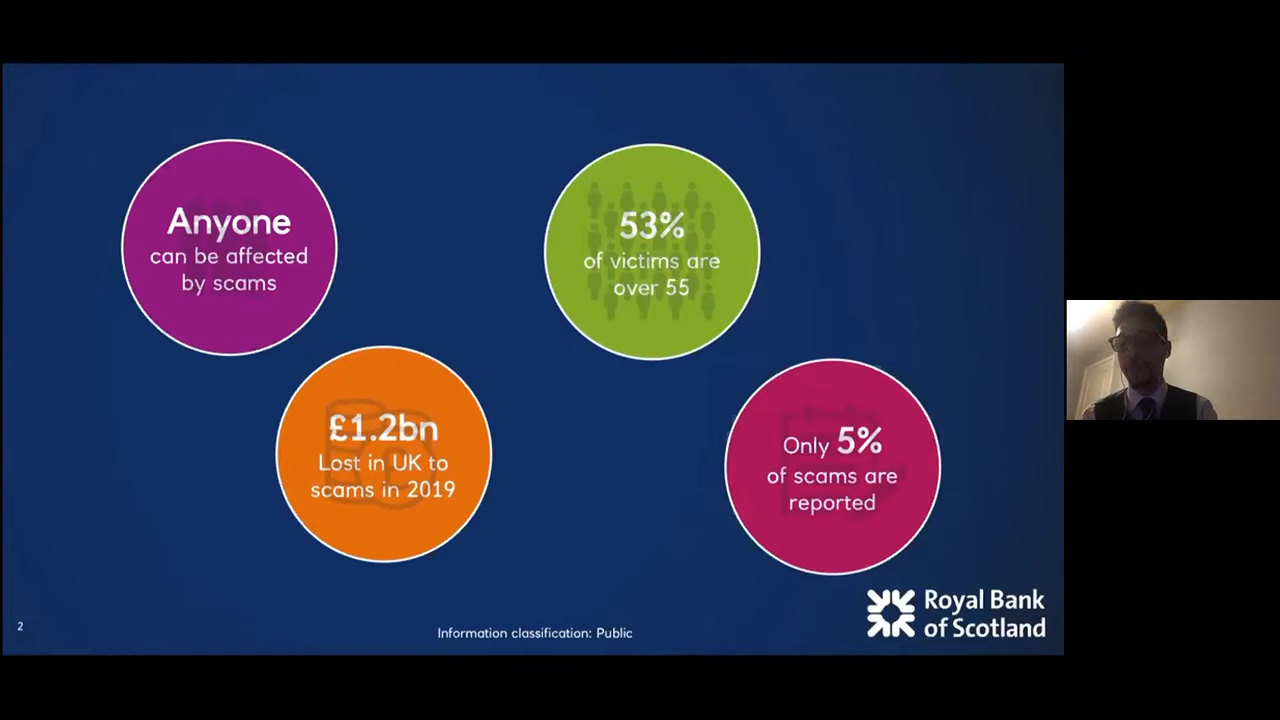 Anyone
can be affected
by scams
£1.2bn
Lost in UK to
scams in 2019
53%
of victims are
over 55
Only 5%
of scams are
reported
2
Information classification: Public
Royal Bank
of Scotland